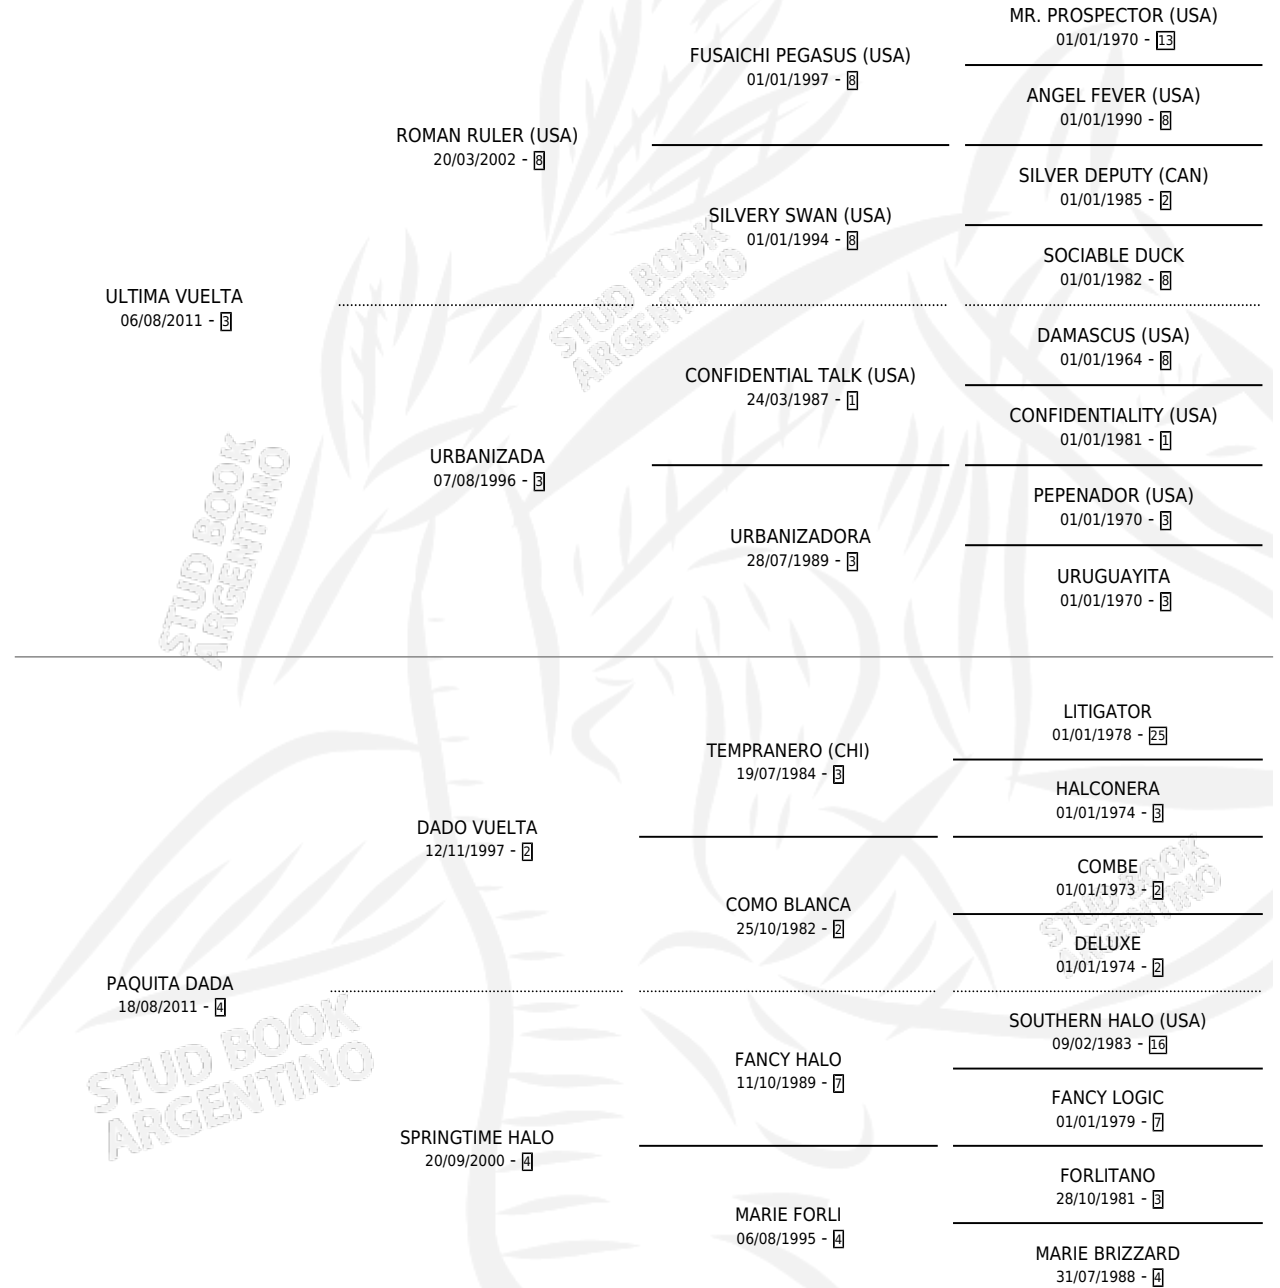 MR. PROSPECTOR (USA)
01/01/1970 - 13
FUSAICHI PEGASUS (USA)
01/01/1997 - 8
ANGEL FEVER (USA)
01/01/1990 - 8
ROMAN RULER (USA)
20/03/2002 - 8
SILVER DEPUTY (CAN)
01/01/1985 - 2
SILVERY SWAN (USA)
01/01/1994 - 8
SOCIABLE DUCK
01/01/1982 - 8
ULTIMA VUELTA
06/08/2011 - 3
DAMASCUS (USA)
01/01/1964 - 8
CONFIDENTIAL TALK (USA)
24/03/1987 - 1
CONFIDENTIALITY (USA)
01/01/1981 - 1
URBANIZADA
07/08/1996 - 3
PEPENADOR (USA)
01/01/1970 - 3
URBANIZADORA
28/07/1989 - 3
URUGUAYITA
01/01/1970 - 3
STUD BOOK
ARGENTINO
STUD BOOK
ARGENTINO
LITIGATOR
01/01/1978 - 25
TEMPRANERO (CHI)
19/07/1984 - 3
HALCONERA
01/01/1974 - 3
DADO VUELTA
12/11/1997 - 2
COMBE
01/01/1973 - 2
COMO BLANCA
25/10/1982 - 2
DELUXE
01/01/1974 - 2
PAQUITA DADA
18/08/2011 - 4
SOUTHERN HALO (USA)
09/02/1983 - 16
FANCY HALO
11/10/1989 - 7
FANCY LOGIC
01/01/1979 - 7
SPRINGTIME HALO
20/09/2000 - 4
FORLITANO
28/10/1981 - 3
MARIE FORLI
06/08/1995 - 4
MARIE BRIZZARD
31/07/1988 - 4
STUD BOOK
ARGENTINO
STUD BOOK
ARGENTINO